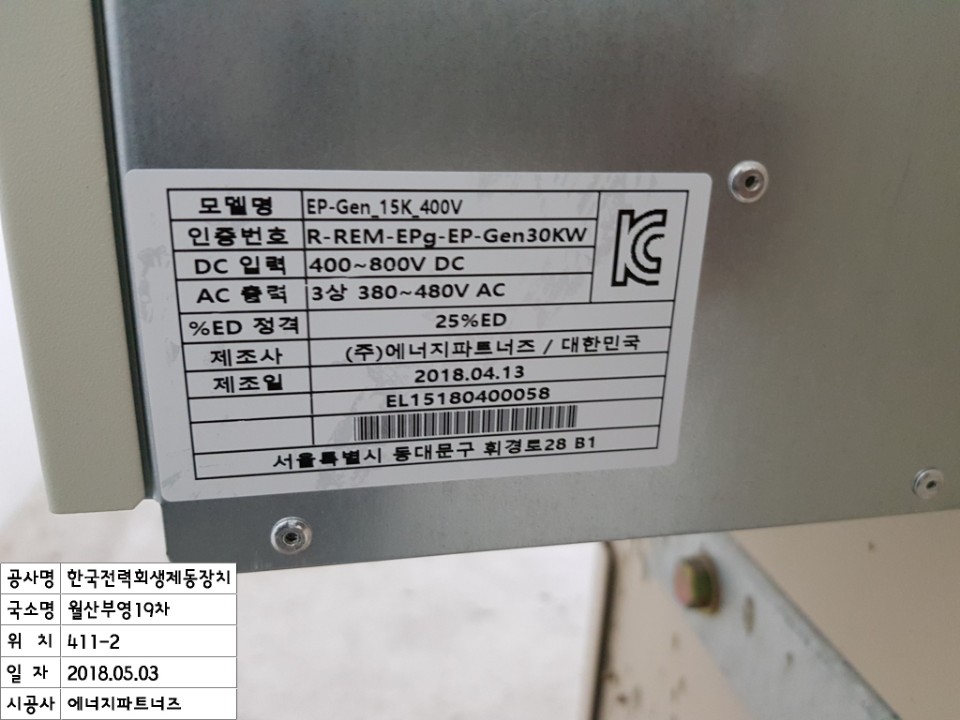 모델명 EP-Gen_15K_400V
인증번호 R-REM-EPg-EP-Gen30KW
DC 입력 400~800V DC
AC 출력 3상 380~480V AC
%ED 정격 25%ED
제조사 (주)에너지파트너즈 / 대한민국
제조일 2018.04.13
EL15180400058
서울특별시 동대문구 휘경로28 B1
공사명 한국전력회생제동장치
국소명 월산부영19차
위 치 411-2
일 자 2018.05.03
시공사 에너지파트너즈